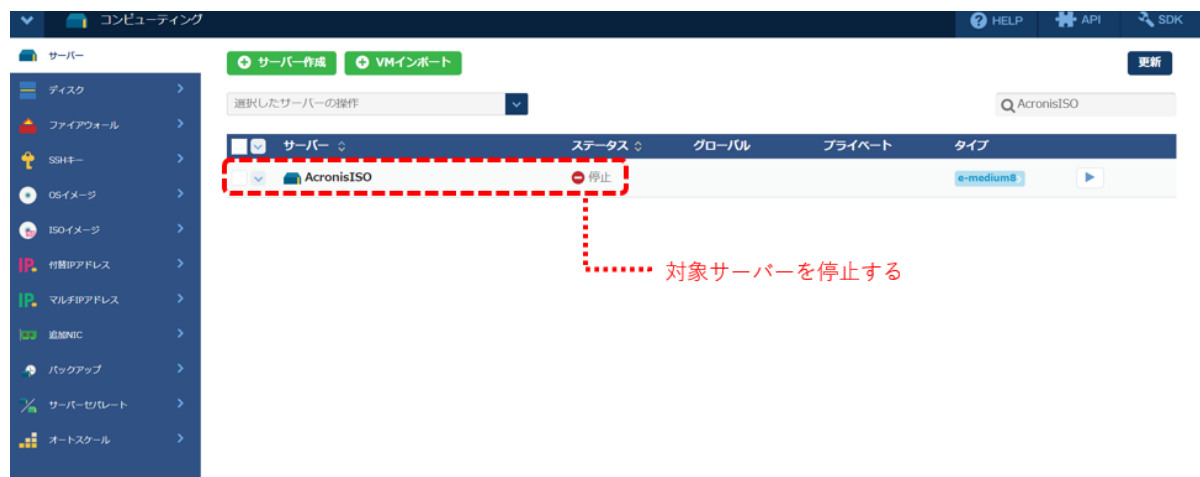 コンピューティング
HELP
API
SDK
サーバー
ディスク
ファイアウォール
SSHキー
OSイメージ
ISOイメージ
付替IPアドレス
マルチIPアドレス
追加NIC
バックアップ
サーバーセパレート
オートスケール
サーバー作成
VMインポート
更新
選択したサーバーの操作
AcronisISO
サーバー ステータス グローバル プライベート タイプ
AcronisISO 停止 e-medium8
対象サーバーを停止する